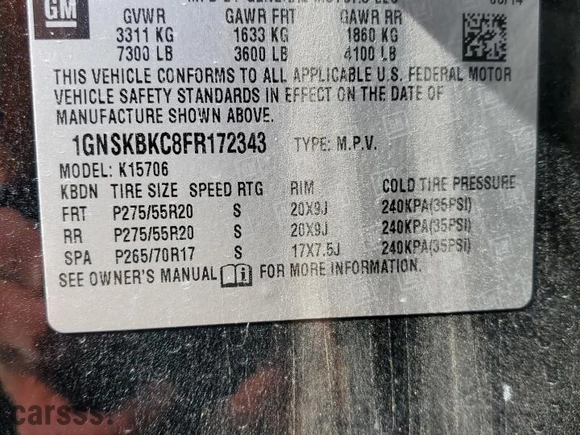 GM
GVWR GAWR FRT GAWR RR
3311 KG 1633 KG 1860 KG
7300 LB 3600 LB 4100 LB
THIS VEHICLE CONFORMS TO ALL APPLICABLE U.S. FEDERAL MOTOR
VEHICLE SAFETY STANDARDS IN EFFECT ON THE DATE OF
MANUFACTURE SHOWN ABOVE.
1GNSKBKC8FR172343 TYPE: M.P.V.
MODEL: K15706
KBDN TIRE SIZE SPEED RTG RIM COLD TIRE PRESSURE
FRT P275/55R20 S 20X9J 240KPA(35PSI)
RR P275/55R20 S 20X9J 240KPA(35PSI)
SPA P265/70R17 S 17X7.5J 240KPA(35PSI)
SEE OWNER'S MANUAL FOR MORE INFORMATION.
carsss.